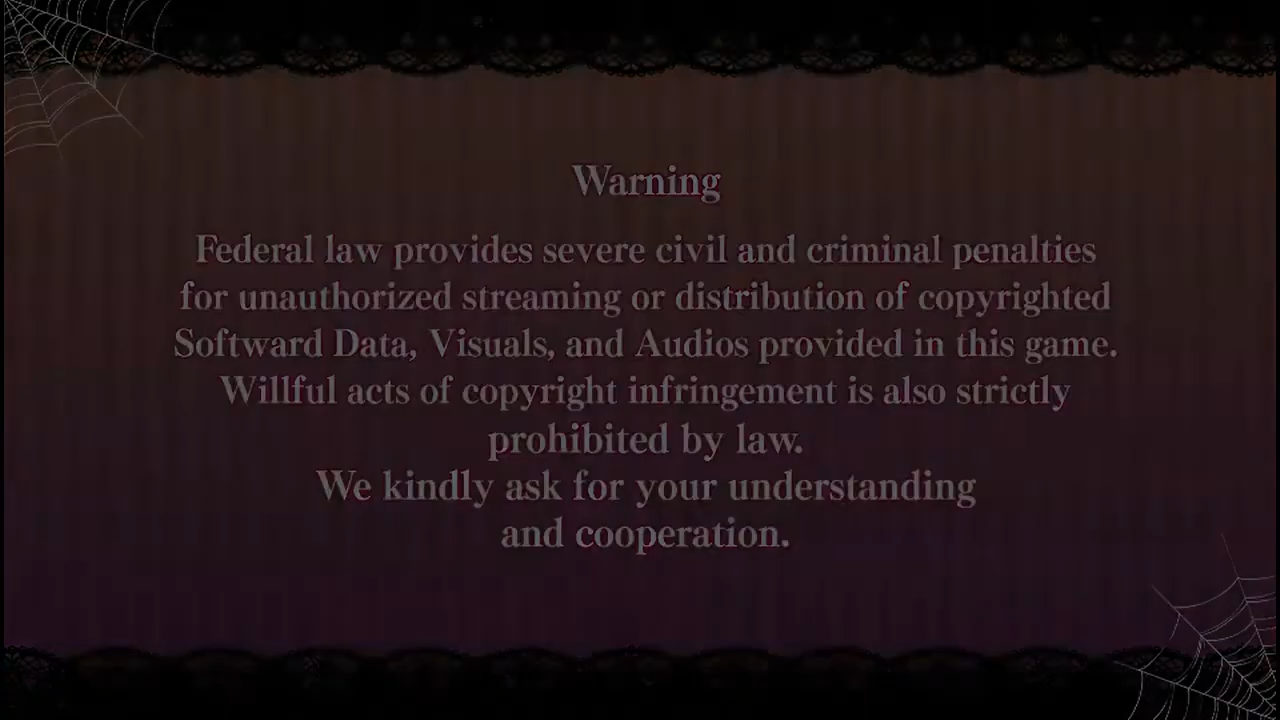 Warning
Federal law provides severe civil and criminal penalties
for unauthorized streaming or distribution of copyrighted
Softward Data, Visuals, and Audios provided in this game.
Willful acts of copyright infringement is also strictly
prohibited by law.
We kindly ask for your understanding
and cooperation.